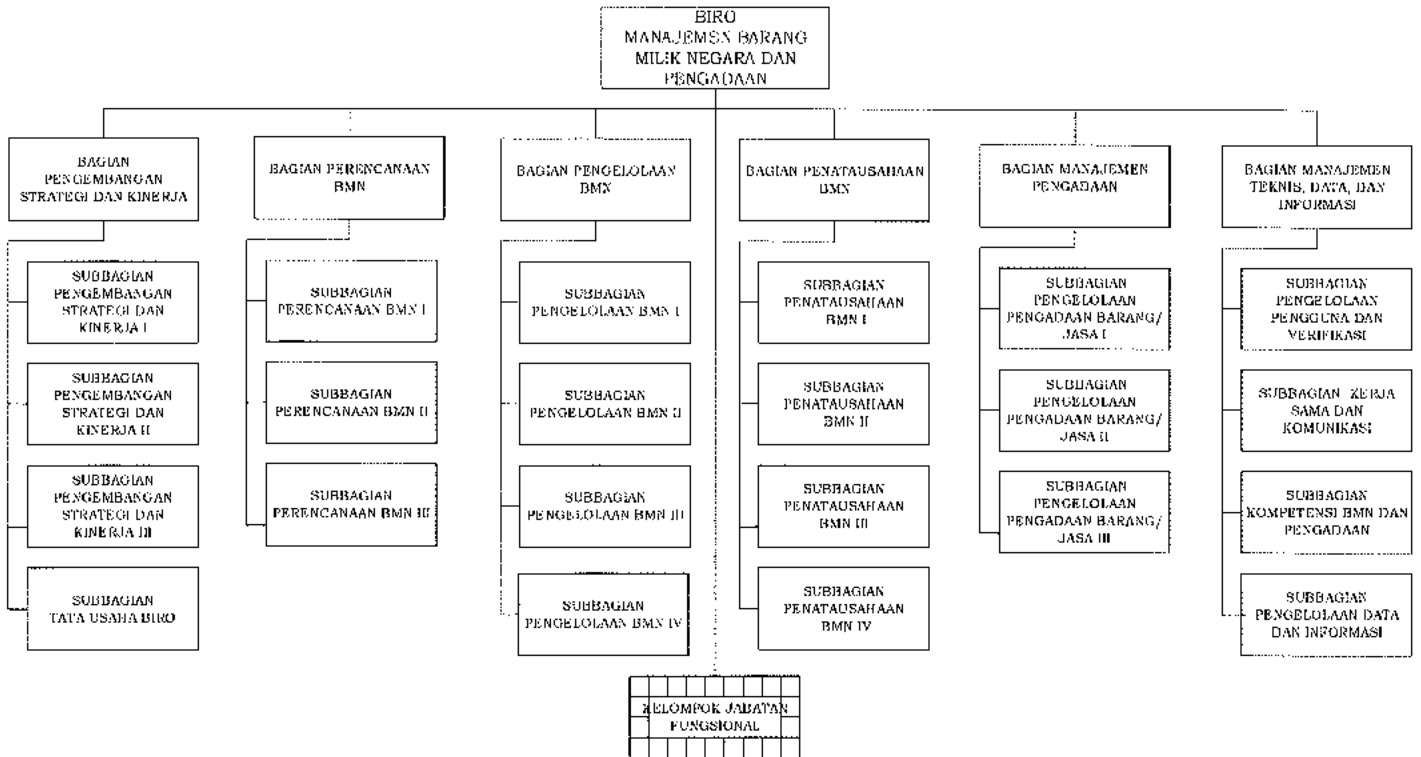 BIRO
MANAJEMEN BARANG
MILIK NEGARA DAN
PENGADAAN
BAGIAN
PENGEMBANGAN
STRATEGI DAN KINERJA
BAGIAN PERENCANAAN
BMN
BAGIAN PENGELOLAAN
BMN
BAGIAN PENATAUSAHAAN
BMN
BAGIAN MANAJEMEN
PENGADAAN
BAGIAN MANAJEMEN
TEKNIS, DATA, DAN
INFORMASI
SUBBAGIAN
PENGEMBANGAN
STRATEGI DAN
KINERJA I
SUBBAGIAN
PENGEMBANGAN
STRATEGI DAN
KINERJA II
SUBBAGIAN
PENGEMBANGAN
STRATEGI DAN
KINERJA III
SUBBAGIAN
TATA USAHA BIRO
SUBBAGIAN
PERENCANAAN BMN I
SUBBAGIAN
PERENCANAAN BMN II
SUBBAGIAN
PERENCANAAN BMN III
SUBBAGIAN
PENGELOLAAN BMN I
SUBBAGIAN
PENGELOLAAN BMN II
SUBBAGIAN
PENGELOLAAN BMN III
SUBBAGIAN
PENGELOLAAN BMN IV
SUBBAGIAN
PENATAUSAHAAN
BMN I
SUBBAGIAN
PENATAUSAHAAN
BMN II
SUBBAGIAN
PENATAUSAHAAN
BMN III
SUBBAGIAN
PENATAUSAHAAN
BMN IV
SUBBAGIAN
PENGELOLAAN
PENGADAAN BARANG/
JASA I
SUBBAGIAN
PENGELOLAAN
PENGADAAN BARANG/
JASA II
SUBBAGIAN
PENGELOLAAN
PENGADAAN BARANG/
JASA III
SUBBAGIAN
PENGELOLAAN
PENGGUNA DAN
VERIFIKASI
SUBBAGIAN KERJA
SAMA DAN
KOMUNIKASI
SUBBAGIAN
KOMPETENSI BMN DAN
PENGADAAN
SUBBAGIAN
PENGELOLAAN DATA
DAN INFORMASI
KELOMPOK JABATAN
FUNGSIONAL